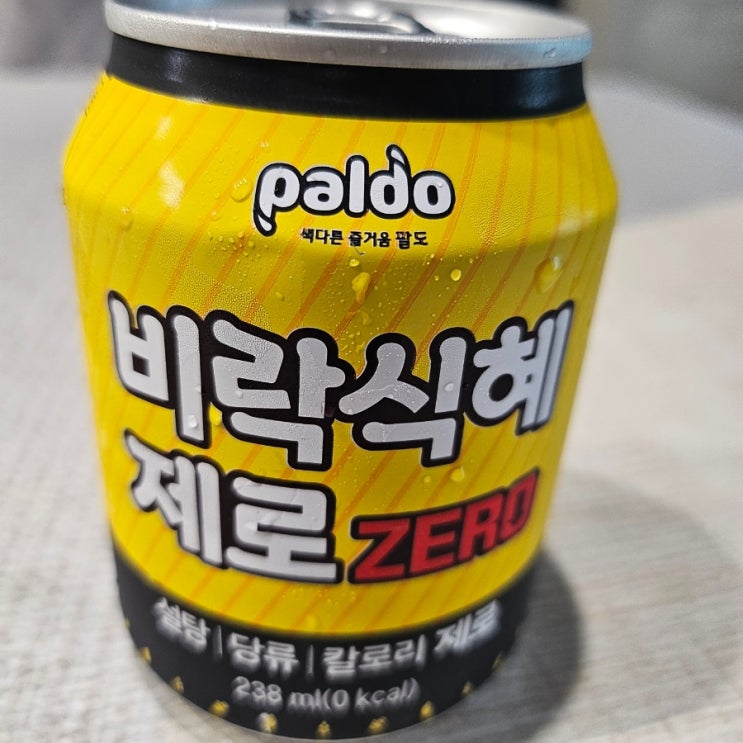 paldo
색다른 즐거움 팔도
비락식혜
제로 ZERO
설탕 | 당류 | 칼로리 제로
238 ml(0 kcal)